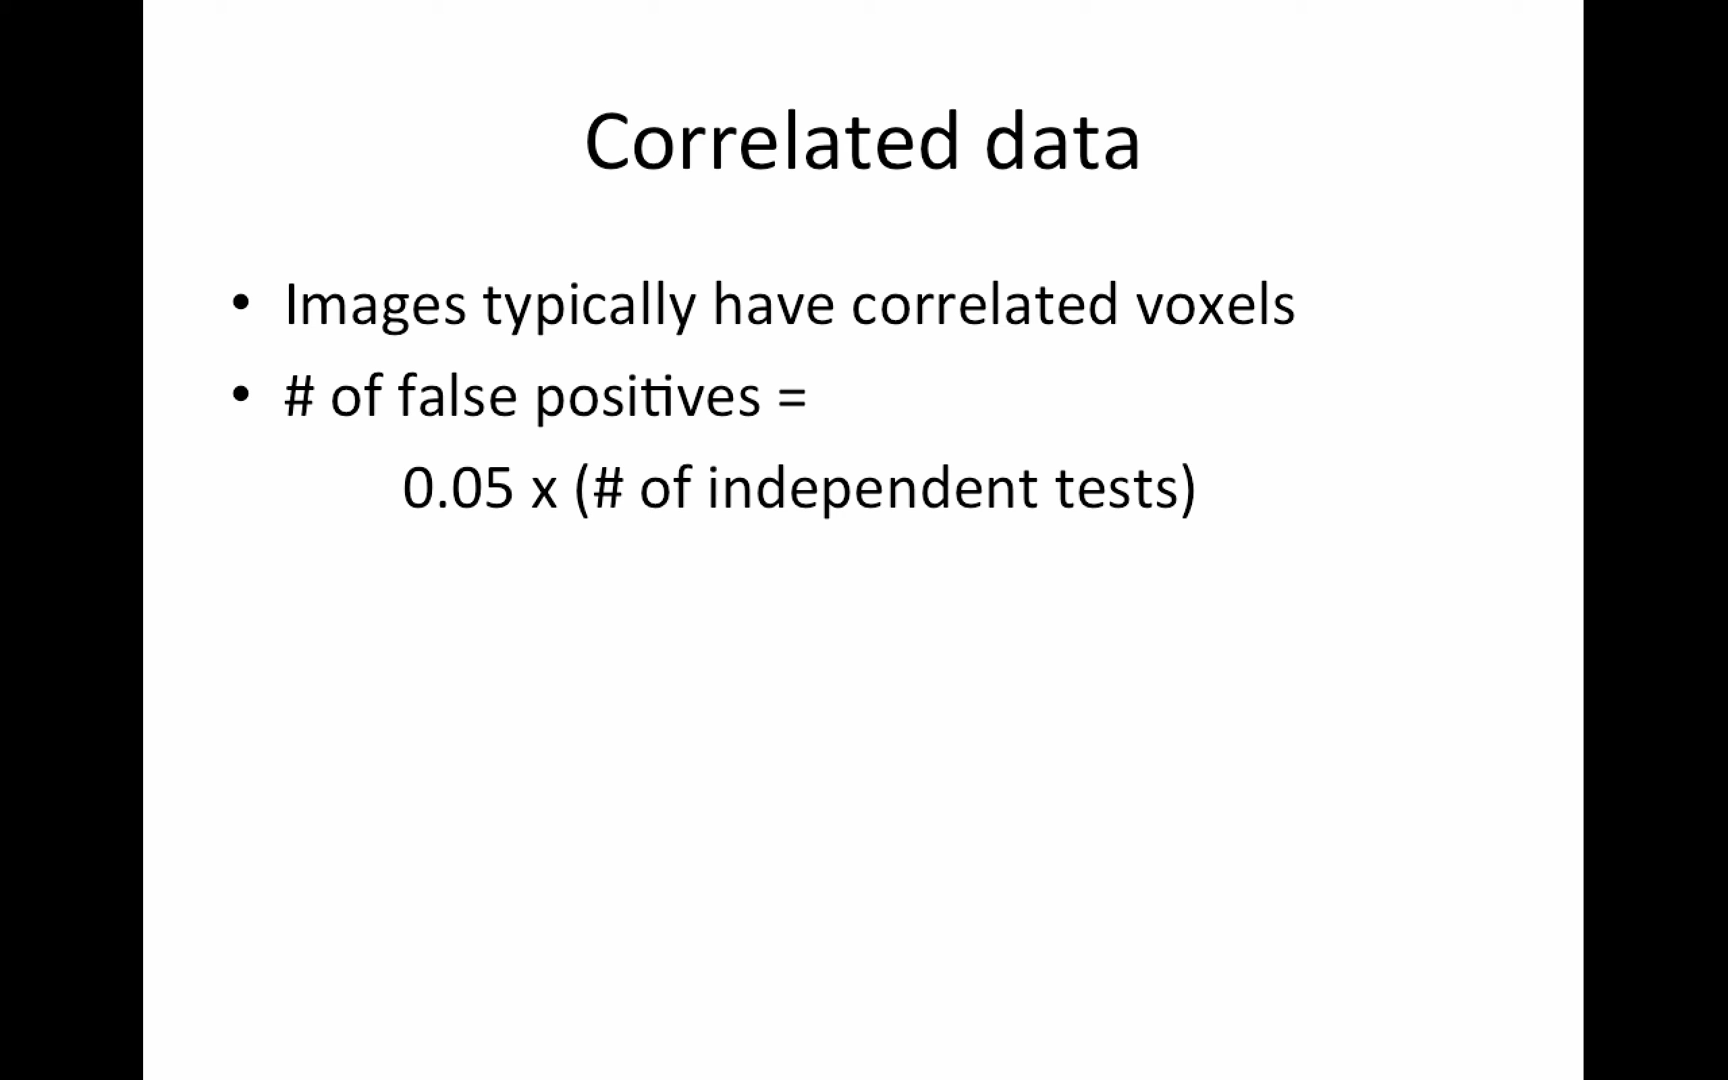 Correlated data
• Images typically have correlated voxels
• # of false positives =
0.05 x (# of independent tests)